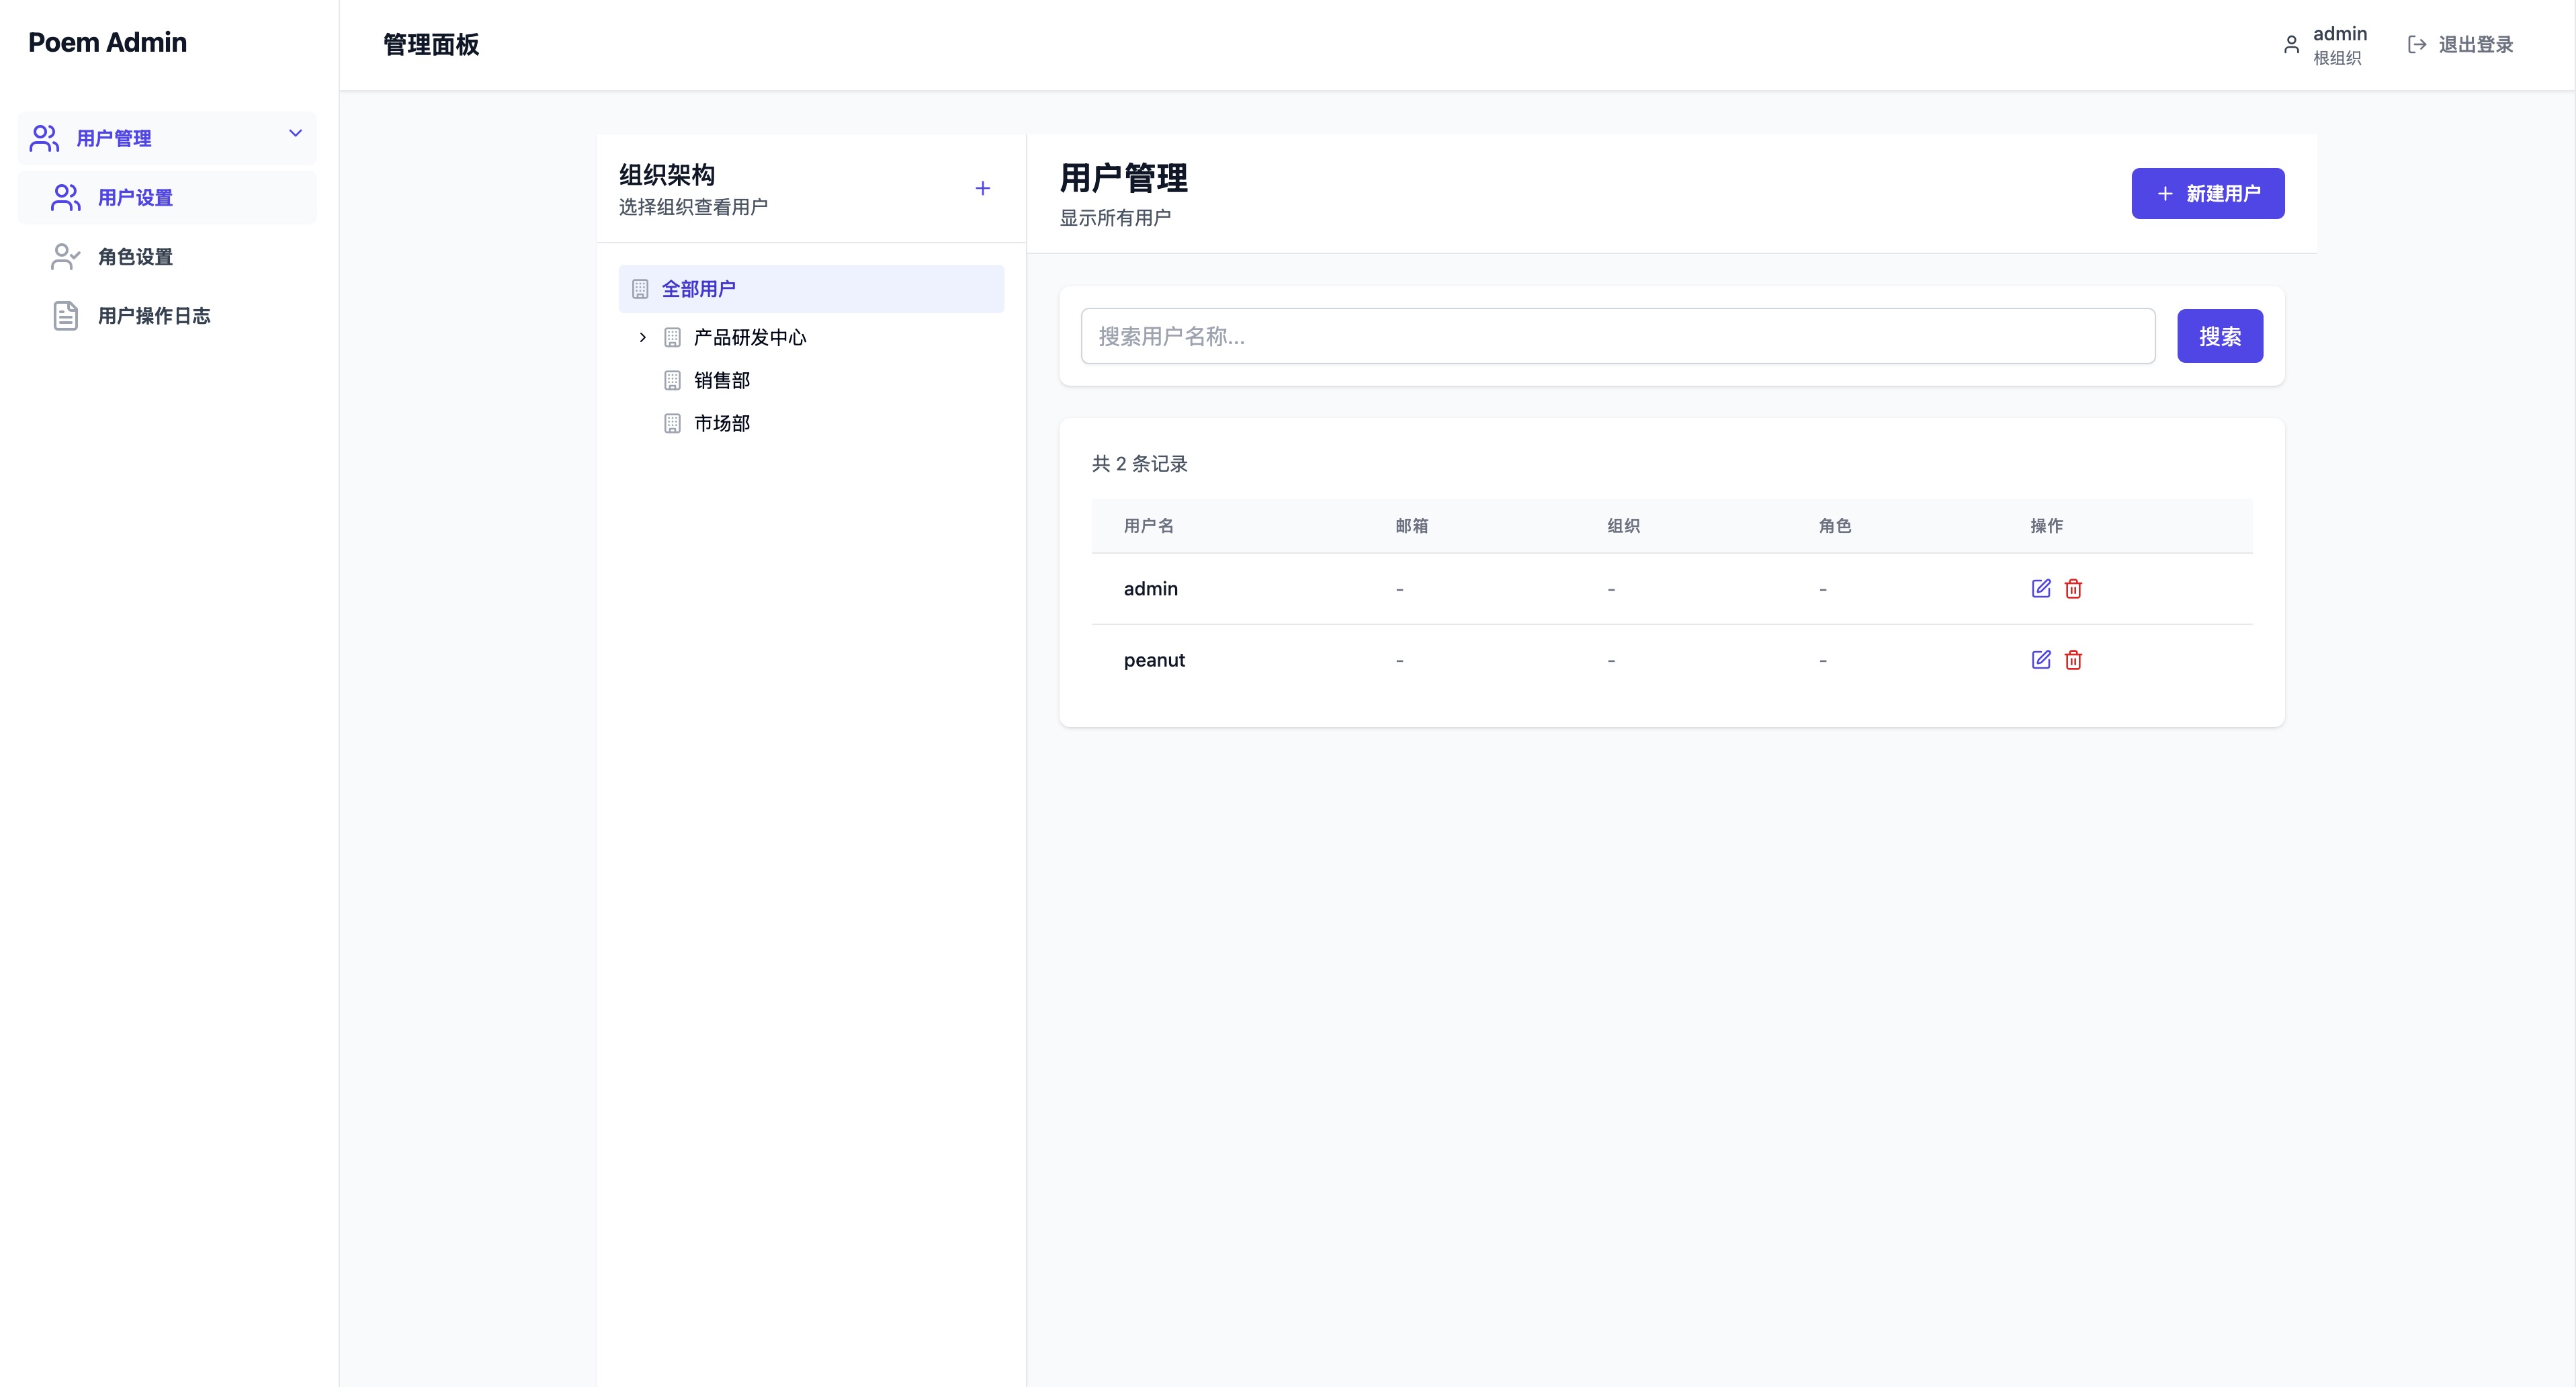 Poem Admin
用户管理
用户设置
角色设置
用户操作日志
管理面板
admin
根组织
退出登录
组织架构
选择组织查看用户
全部用户
产品研发中心
销售部
市场部
用户管理
显示所有用户
新建用户
搜索用户名称...
搜索
共 2 条记录
用户名 邮箱 组织 角色 操作
admin - - -
peanut - - -